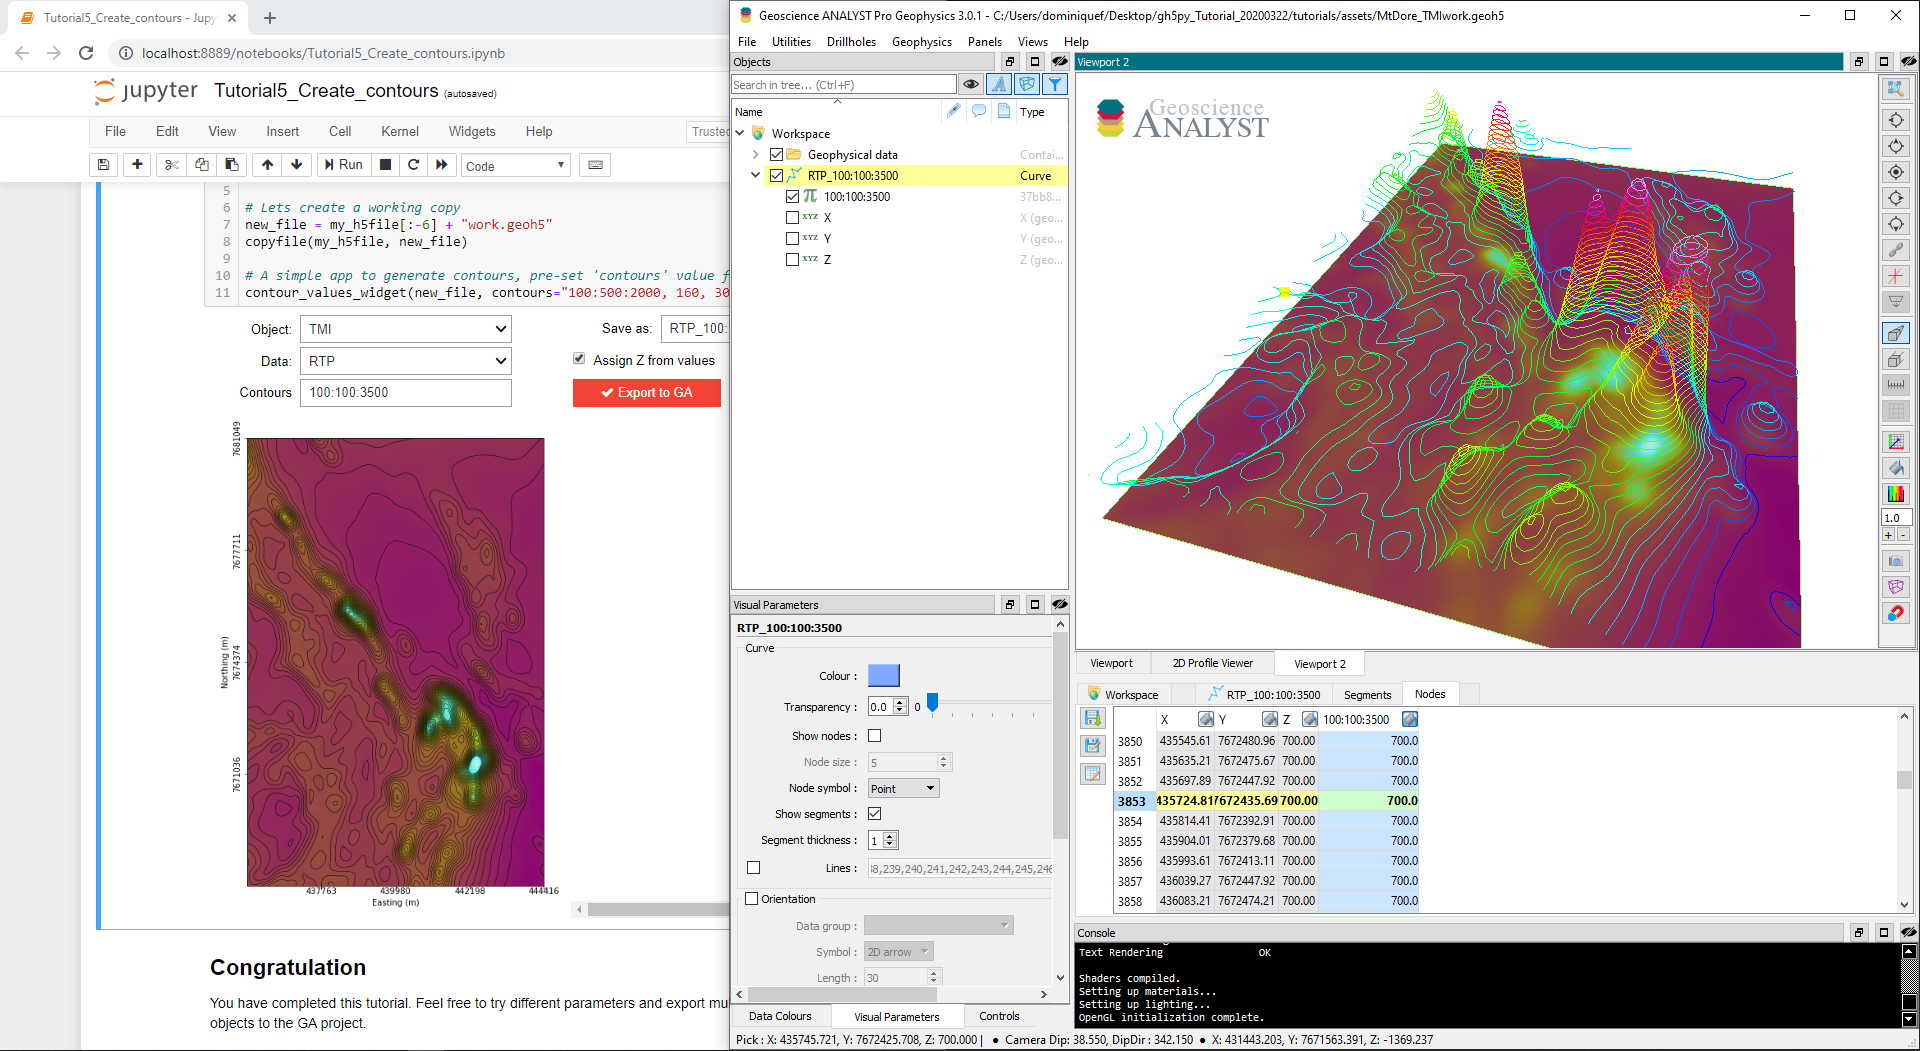 Tutorial5_Create_contours - Jupy
localhost:8889/notebooks/Tutorial5_Create_contours.ipynb
jupyter Tutorial5_Create_contours (autosaved)
File Edit View Insert Cell Kernel Widgets Help Trusted
Run Code
5
6 # Lets create a working copy
7 new_file = my_h5file[:-6] + "work.geoh5"
8 copyfile(my_h5file, new_file)
9
10 # A simple app to generate contours, pre-set 'contours' value f
11 contour_values_widget(new_file, contours="100:500:2000, 160, 30
Object: TMI Save as: RTP_100:
Data: RTP Assign Z from values
Contours 100:100:3500 Export to GA
7681049
7677711
7674374
7671036
Northing (m)
437763 439980 442198 444416
Easting (m)
Congratulation
You have completed this tutorial. Feel free to try different parameters and export mu
objects to the GA project.
Geoscience ANALYST Pro Geophysics 3.0.1 - C:/Users/dominiquef/Desktop/gh5py_Tutorial_20200322/tutorials/assets/MtDore_TMIwork.geoh5
File Utilities Drillholes Geophysics Panels Views Help
Objects
Search in tree... (Ctrl+F)
Name Type
Workspace
Geophysical data Contai...
RTP_100:100:3500 Curve
100:100:3500 37bb8...
XYZ X X (geo...
XYZ Y Y (geo...
XYZ Z Z (geo...
Visual Parameters
RTP_100:100:3500
Curve
Colour :
Transparency : 0.0 0
Show nodes :
Node size : 5
Node symbol : Point
Show segments :
Segment thickness : 1
Lines : 38,239,240,241,242,243,244,245,246
Orientation
Data group :
Symbol : 2D arrow
Length : 30
Data Colours Visual Parameters Controls
Viewport 2
Geoscience
ANALYST
1.0
+ -
Viewport 2D Profile Viewer Viewport 2
Workspace RTP_100:100:3500 Segments Nodes
X Y Z 100:100:3500
3850 435545.61 7672480.96 700.00 700.0
3851 435635.21 7672475.67 700.00 700.0
3852 435697.89 7672447.92 700.00 700.0
3853 435724.81 7672435.69 700.00 700.0
3854 435814.41 7672392.91 700.00 700.0
3855 435904.01 7672379.68 700.00 700.0
3856 435993.61 7672413.11 700.00 700.0
3857 436039.27 7672447.92 700.00 700.0
3858 436083.21 7672474.21 700.00 700.0
Console
Text Rendering OK
Shaders compiled.
Setting up materials...
Setting up lighting...
OpenGL initialization complete.
Pick : X: 435745.721, Y: 7672425.708, Z: 700.000 | ● Camera Dip: 38.550, DipDir : 342.150 ● X: 431443.203, Y: 7671563.391, Z: -1369.237